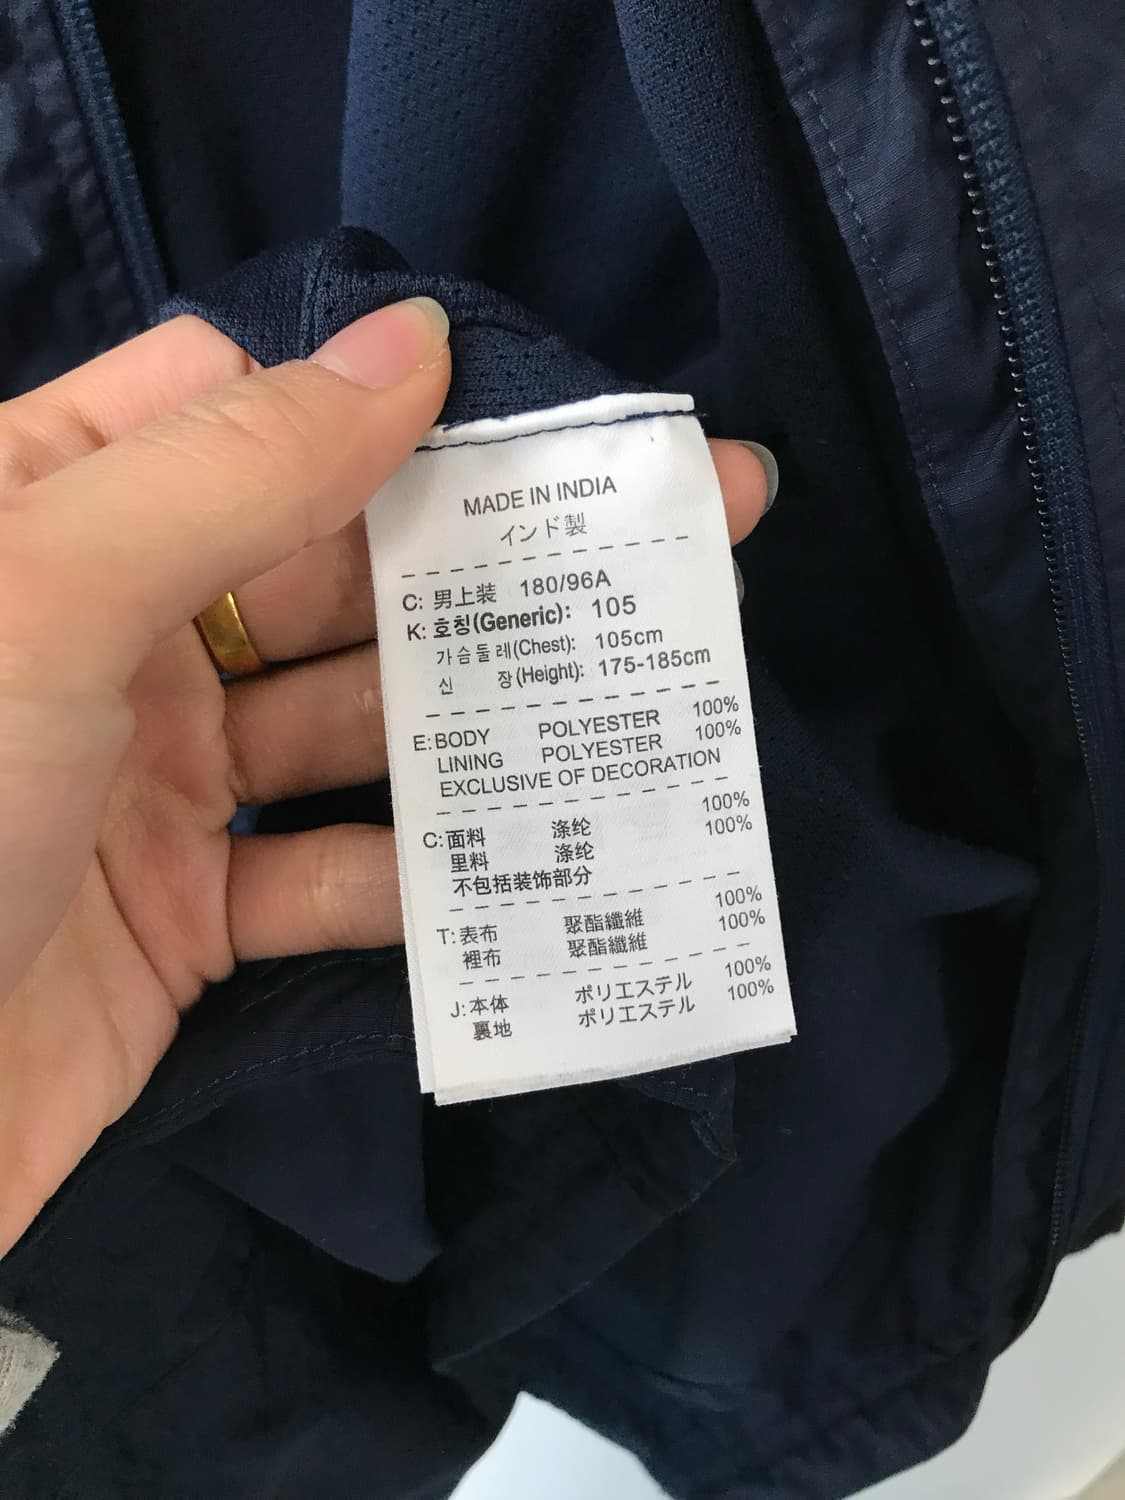 MADE IN INDIA
インド製
C: 男上装 180/96A
K: 호칭(Generic): 105
가슴둘레(Chest): 105cm
신 장(Height): 175-185cm
E: BODY POLYESTER 100%
LINING POLYESTER 100%
EXCLUSIVE OF DECORATION
C: 面料 涤纶 100%
里料 涤纶 100%
不包括装饰部分
T: 表布 聚酯纖維 100%
裡布 聚酯纖維 100%
J: 本体 ポリエステル 100%
裏地 ポリエステル 100%